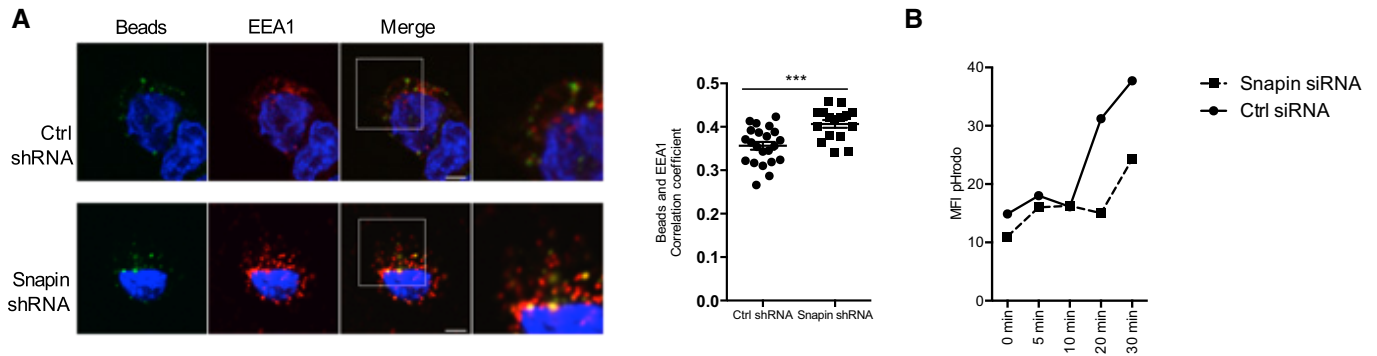 A
Beads EEA1 Merge
Ctrl
shRNA
Snapin
shRNA
Beads and EEA1
Correlation coefficient
0.5
0.4
0.3
0.2
0.1
0.0
***
Ctrl shRNA Snapin shRNA
B
MFI pHrodo
40
30
20
10
0
0 min
5 min
10 min
20 min
30 min
Snapin siRNA
Ctrl siRNA